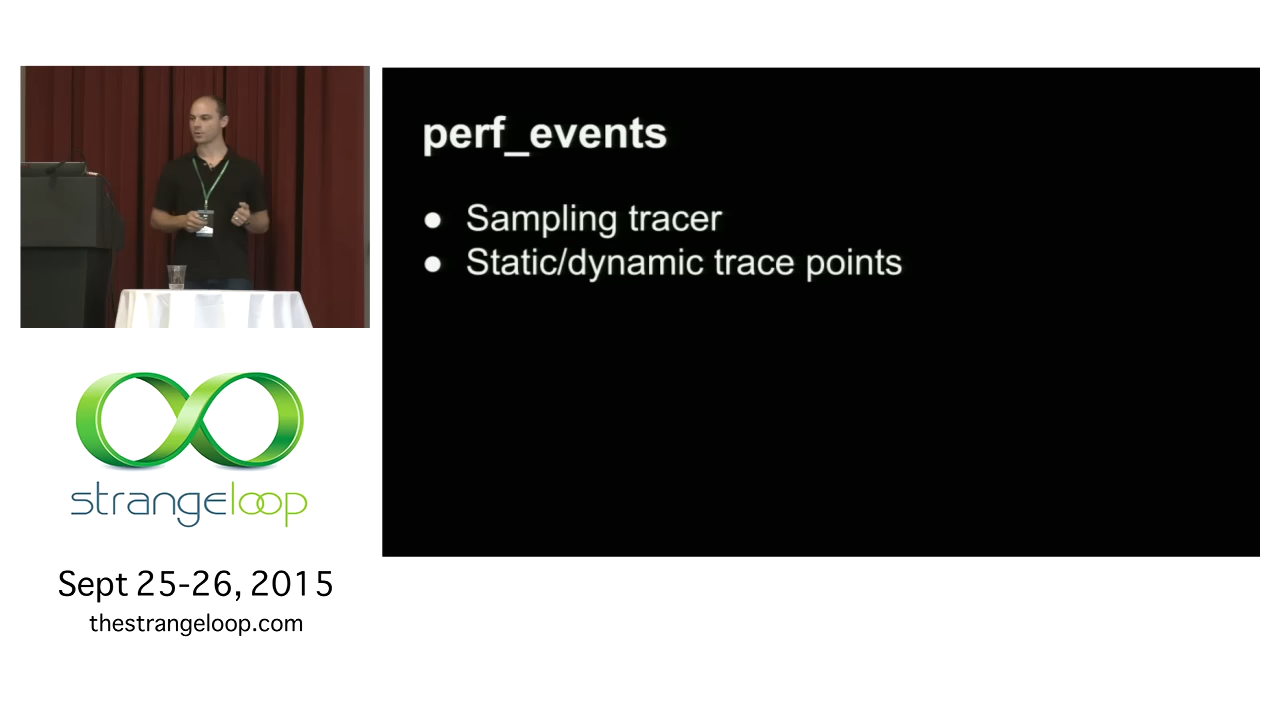 perf_events
● Sampling tracer
● Static/dynamic trace points
strangeloop
Sept 25-26, 2015
thestrangeloop.com